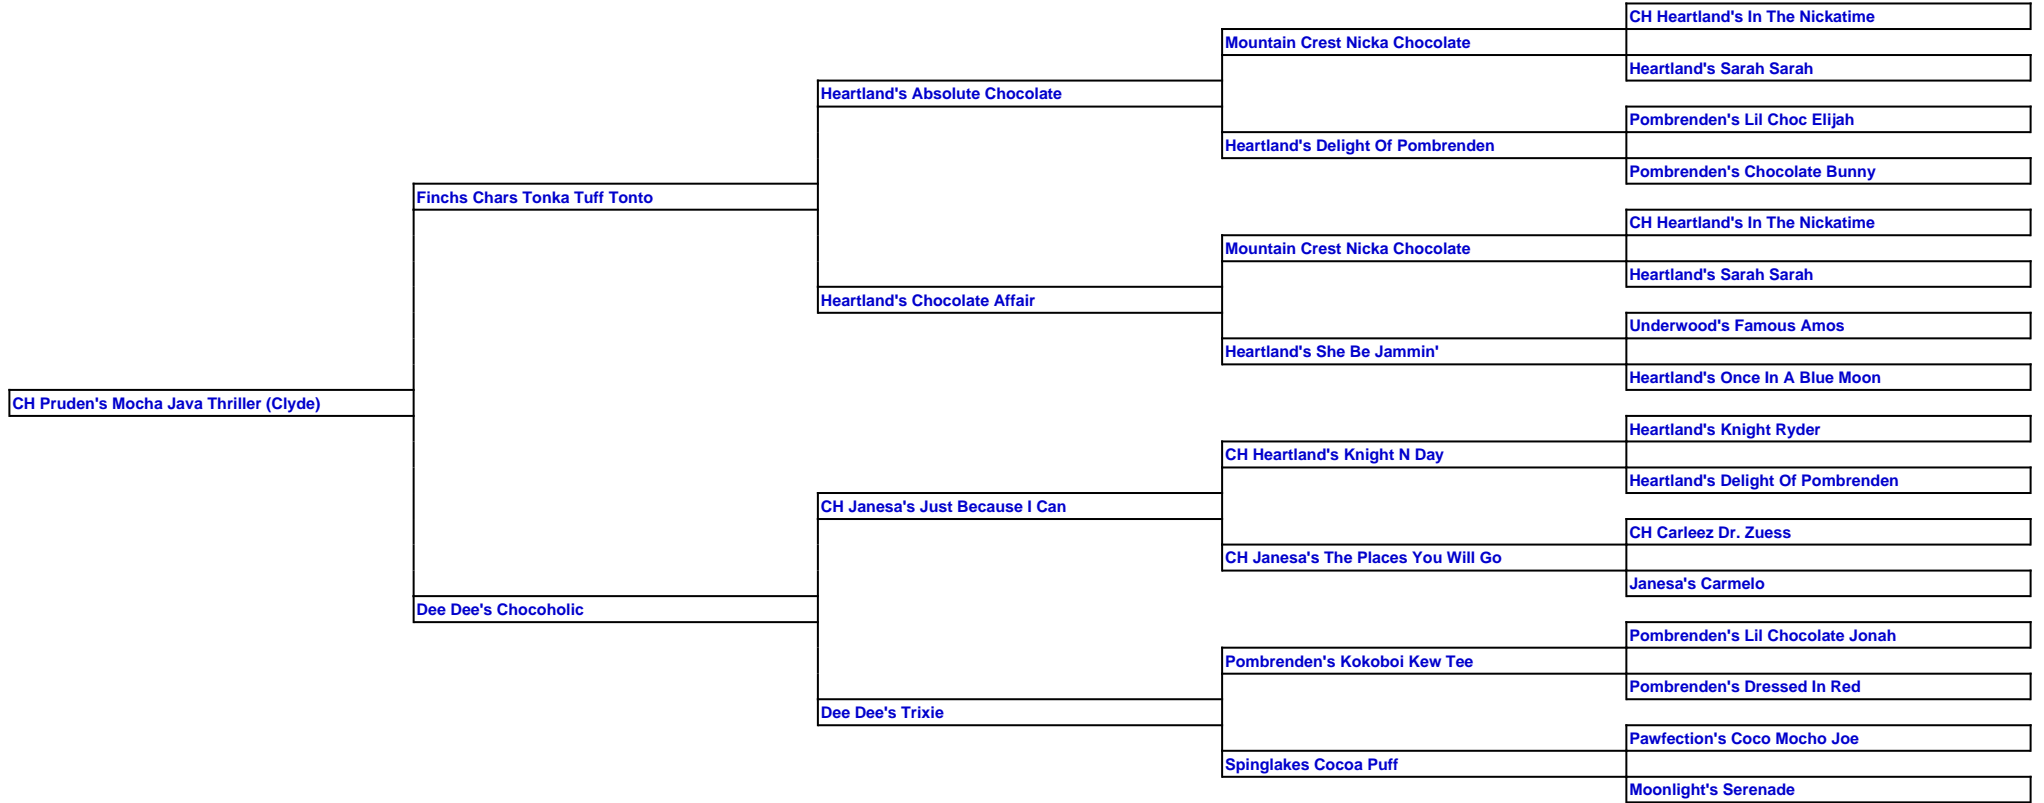 CH Heartland's In The Nickatime
Mountain Crest Nicka Chocolate
Heartland's Sarah Sarah
Heartland's Absolute Chocolate
Pombrenden's Lil Choc Elijah
Heartland's Delight Of Pombrenden
Pombrenden's Chocolate Bunny
Finchs Chars Tonka Tuff Tonto
CH Heartland's In The Nickatime
Mountain Crest Nicka Chocolate
Heartland's Sarah Sarah
Heartland's Chocolate Affair
Underwood's Famous Amos
Heartland's She Be Jammin'
Heartland's Once In A Blue Moon
CH Pruden's Mocha Java Thriller (Clyde)
Heartland's Knight Ryder
CH Heartland's Knight N Day
Heartland's Delight Of Pombrenden
CH Janesa's Just Because I Can
CH Carleez Dr. Zuess
CH Janesa's The Places You Will Go
Janesa's Carmelo
Dee Dee's Chocoholic
Pombrenden's Lil Chocolate Jonah
Pombrenden's Kokoboi Kew Tee
Pombrenden's Dressed In Red
Dee Dee's Trixie
Pawfection's Coco Mocho Joe
Spinglakes Cocoa Puff
Moonlight's Serenade